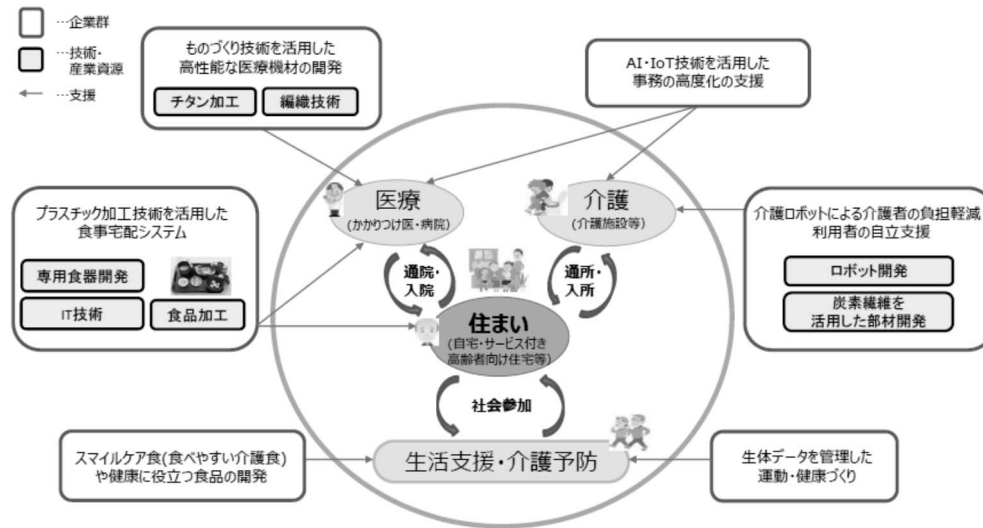 …企業群
…技術・
産業資源
…支援
ものづくり技術を活用した
高性能な医療機材の開発
チタン加工
編織技術
AI・IoT技術を活用した
事務の高度化の支援
プラスチック加工技術を活用した
食事宅配システム
専用食器開発
IT技術
食品加工
医療
(かかりつけ医・病院)
介護
(介護施設等)
介護ロボットによる介護者の負担軽減
利用者の自立支援
ロボット開発
炭素繊維を
活用した部材開発
通院・
入院
通所・
入所
住まい
(自宅・サービス付き
高齢者向け住宅等)
社会参加
生活支援・介護予防
スマイルケア食(食べやすい介護食)
や健康に役立つ食品の開発
生体データを管理した
運動・健康づくり